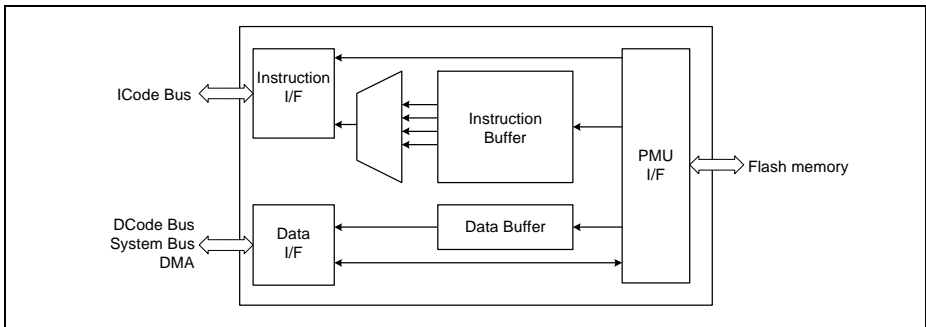 ICode Bus
Instruction
I/F
Instruction
Buffer
PMU
I/F
Flash memory
DCode Bus
System Bus
DMA
Data
I/F
Data Buffer